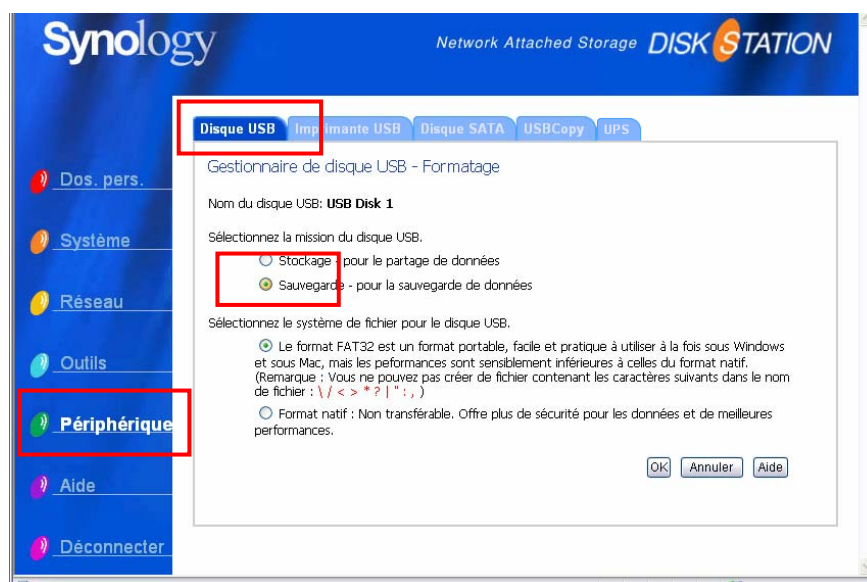 Synology
Network Attached Storage DISK STATION
Disque USB
Imprimante USB
Disque SATA
USBCopy
UPS
Gestionnaire de disque USB - Formatage
Nom du disque USB: USB Disk 1
Sélectionnez la mission du disque USB.
Stockage - pour le partage de données
Sauvegarde - pour la sauvegarde de données
Sélectionnez le système de fichier pour le disque USB.
Le format FAT32 est un format portable, facile et pratique à utiliser à la fois sous Windows
et sous Mac, mais les peformances sont sensiblement inférieures à celles du format natif.
(Remarque : Vous ne pouvez pas créer de fichier contenant les caractères suivants dans le nom
de fichier : \ / < > * ? | " : , )
Format natif : Non transférable. Offre plus de sécurité pour les données et de meilleures
performances.
OK
Annuler
Aide
Dos. pers.
Système
Réseau
Outils
Périphérique
Aide
Déconnecter